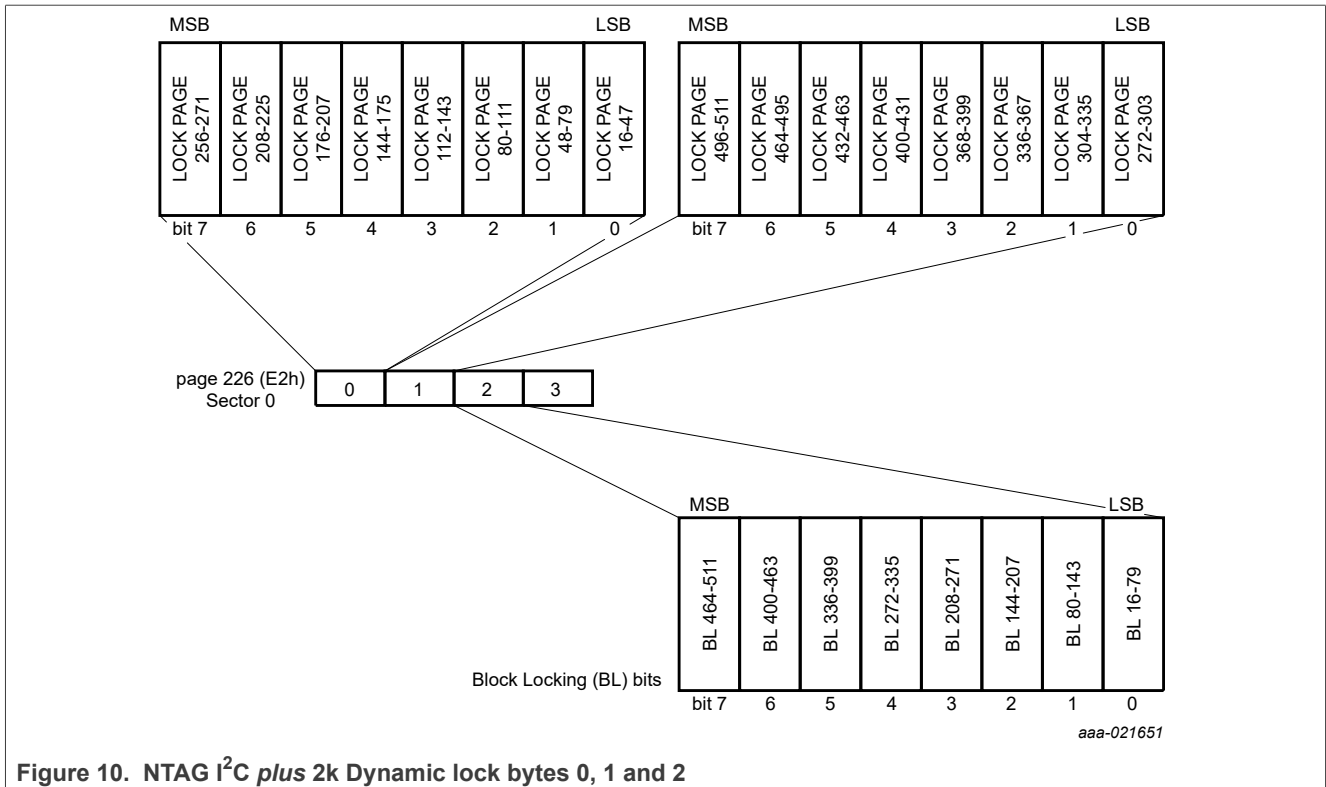 MSB LSB MSB LSB
LOCK PAGE
256-271
LOCK PAGE
208-225
LOCK PAGE
176-207
LOCK PAGE
144-175
LOCK PAGE
112-143
LOCK PAGE
80-111
LOCK PAGE
48-79
LOCK PAGE
16-47
LOCK PAGE
496-511
LOCK PAGE
464-495
LOCK PAGE
432-463
LOCK PAGE
400-431
LOCK PAGE
368-399
LOCK PAGE
336-367
LOCK PAGE
304-335
LOCK PAGE
272-303
bit 7 6 5 4 3 2 1 0 bit 7 6 5 4 3 2 1 0
page 226 (E2h)
Sector 0
0 1 2 3
MSB LSB
BL 464-511
BL 400-463
BL 336-399
BL 272-335
BL 208-271
BL 144-207
BL 80-143
BL 16-79
Block Locking (BL) bits
bit 7 6 5 4 3 2 1 0
aaa-021651
Figure 10. NTAG I²C plus 2k Dynamic lock bytes 0, 1 and 2